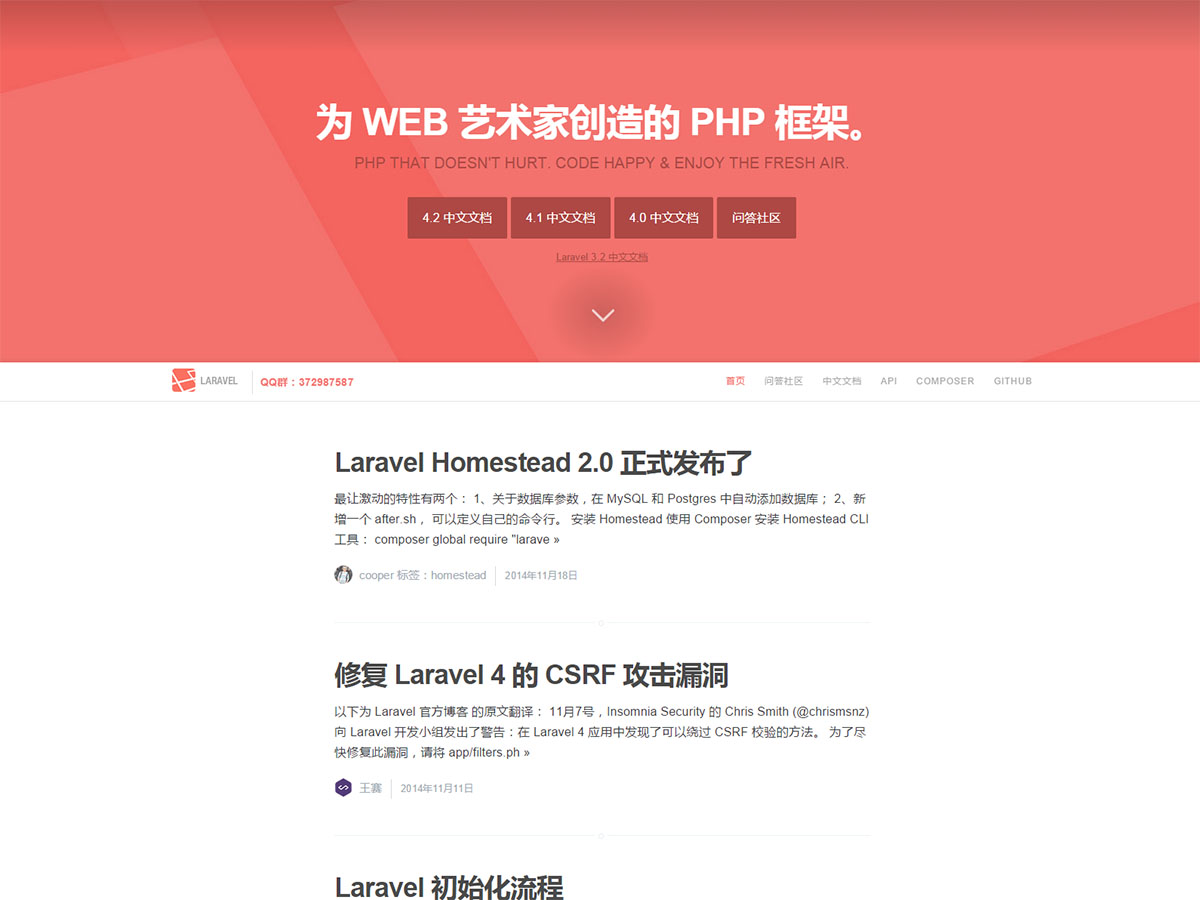 为 WEB 艺术家创造的 PHP 框架。
PHP THAT DOESN'T HURT. CODE HAPPY & ENJOY THE FRESH AIR.
4.2 中文文档 4.1 中文文档 4.0 中文文档 问答社区
Laravel 3.2 中文文档
LARAVEL QQ群：372987587 首页 问答社区 中文文档 API COMPOSER GITHUB
Laravel Homestead 2.0 正式发布了
最让激动的特性有两个： 1、关于数据库参数，在 MySQL 和 Postgres 中自动添加数据库； 2、新
增一个 after.sh ， 可以定义自己的命令行。 安装 Homestead 使用 Composer 安装 Homestead CLI
工具： composer global require "larave »
cooper 标签：homestead 2014年11月18日
修复 Laravel 4 的 CSRF 攻击漏洞
以下为 Laravel 官方博客 的原文翻译： 11月7号，Insomnia Security 的 Chris Smith (@chrismsnz)
向 Laravel 开发小组发出了警告：在 Laravel 4 应用中发现了可以绕过 CSRF 校验的方法。 为了尽
快修复此漏洞，请将 app/filters.ph »
王赛 2014年11月11日
Laravel 初始化流程